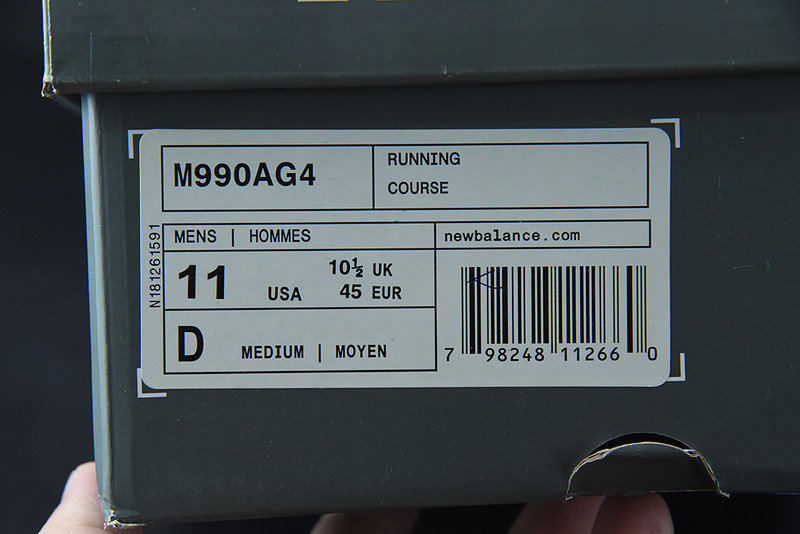 M990AG4
RUNNING
COURSE
N181261591
MENS | HOMMES
newbalance.com
11 USA
10½ UK
45 EUR
D MEDIUM | MOYEN
7 98248 11266 0